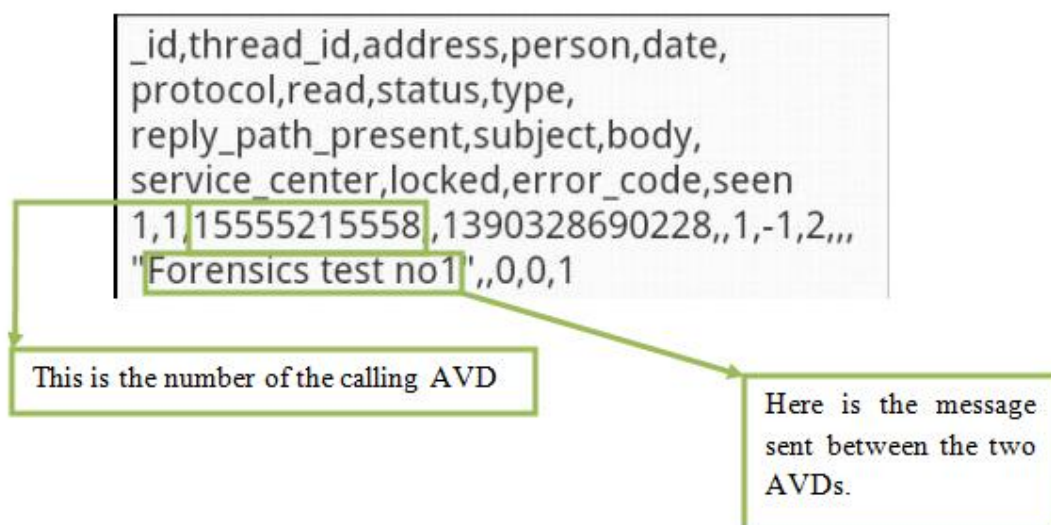 _id,thread_id,address,person,date,
protocol,read,status,type,
reply_path_present,subject,body,
service_center,locked,error_code,seen
1,1,15555215558,,1390328690228,,1,-1,2,,,
"Forensics test no1",,0,0,1
This is the number of the calling AVD
Here is the message
sent between the two
AVDs.